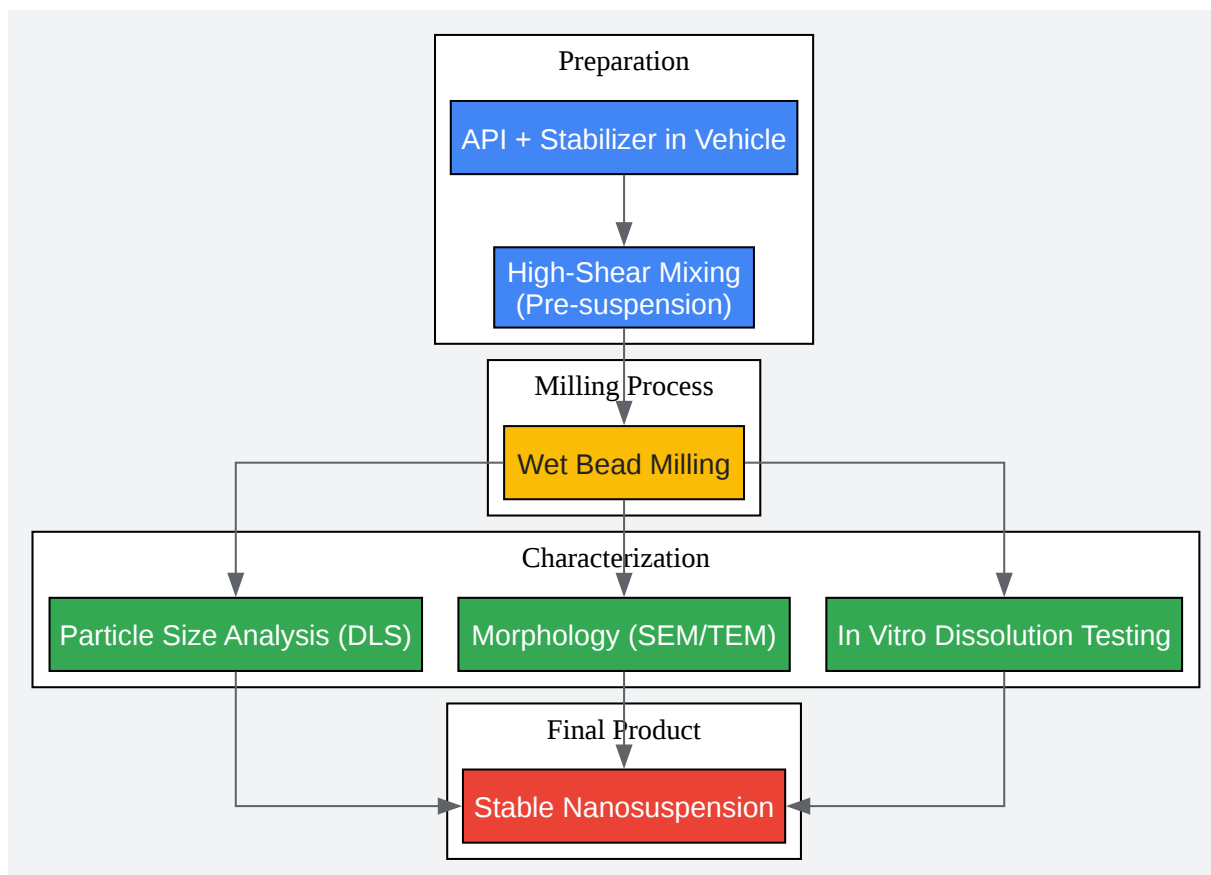 Preparation
API + Stabilizer in Vehicle
High-Shear Mixing
(Pre-suspension)
Milling Process
Wet Bead Milling
Characterization
Particle Size Analysis (DLS)
Morphology (SEM/TEM)
In Vitro Dissolution Testing
Final Product
Stable Nanosuspension